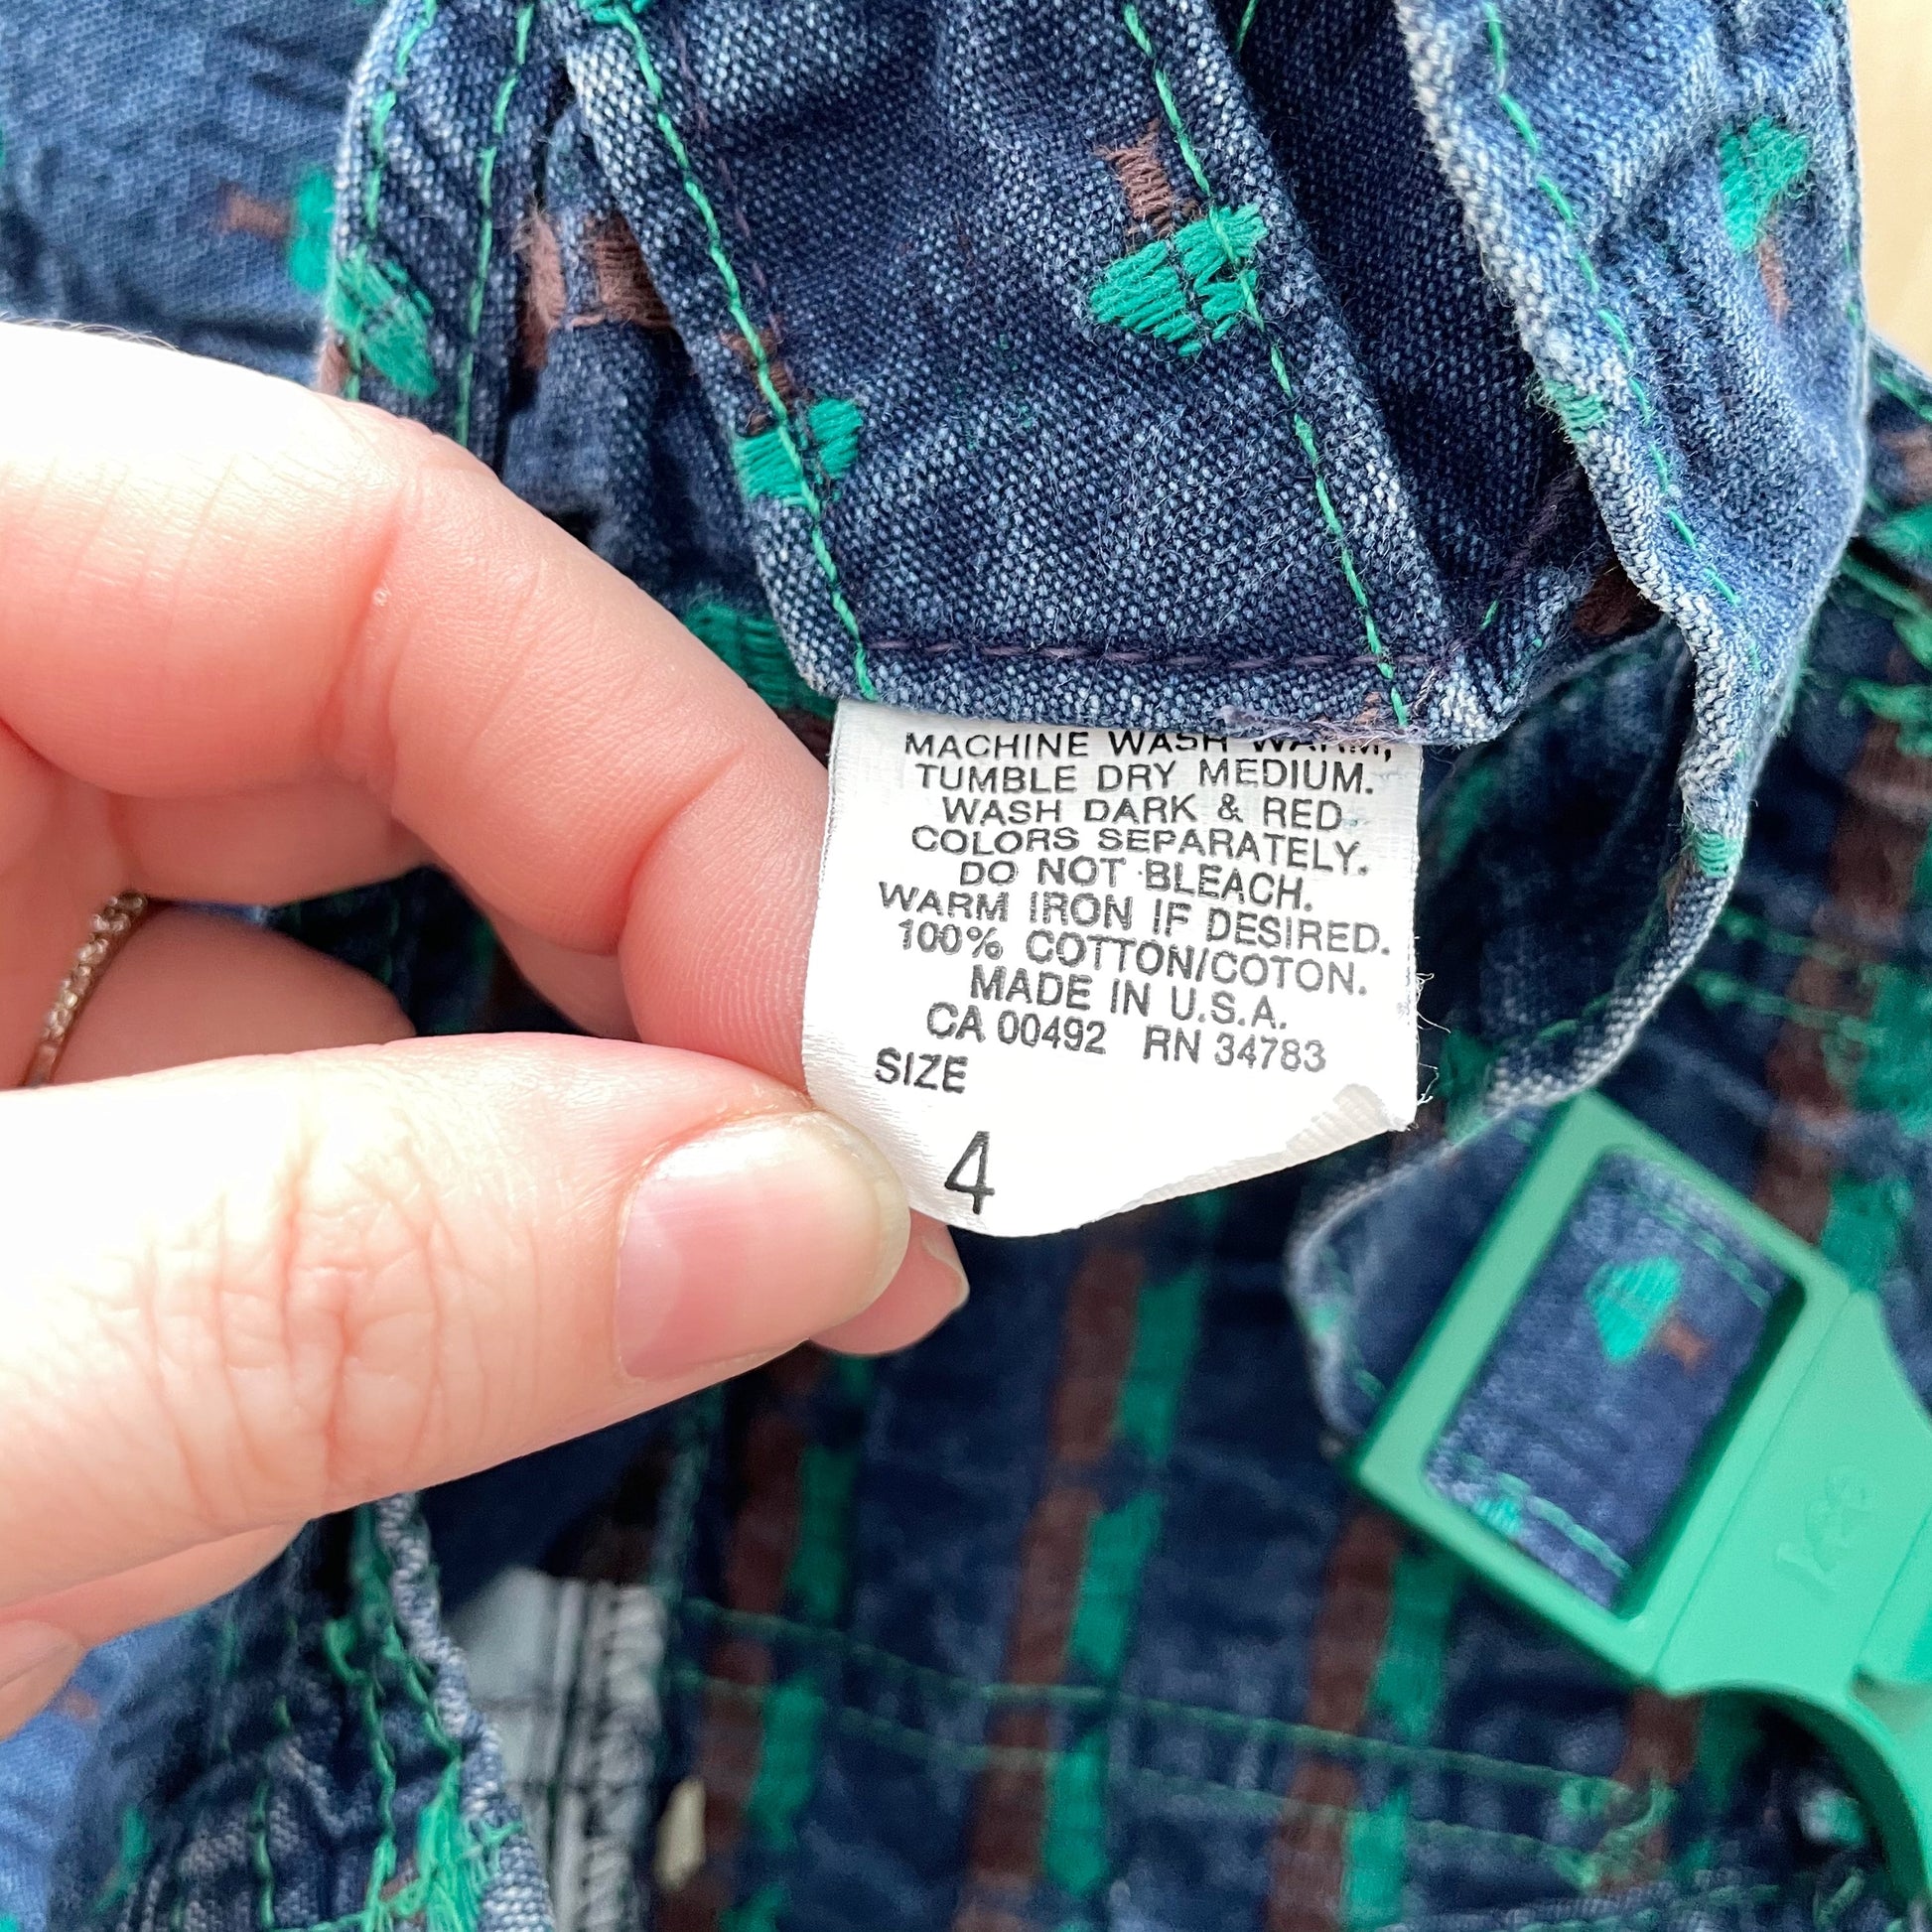 MACHINE WASH WARM,
TUMBLE DRY MEDIUM.
WASH DARK & RED
COLORS SEPARATELY.
DO NOT BLEACH.
WARM IRON IF DESIRED.
100% COTTON/COTON.
MADE IN U.S.A.
CA 00492 RN 34783
SIZE
4
Lee